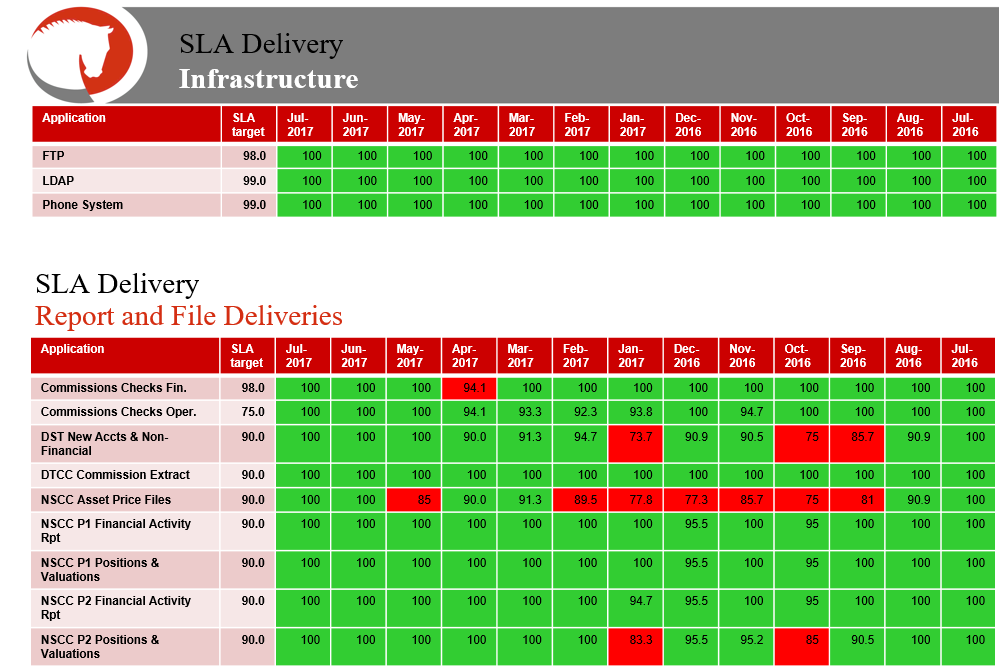 SLA Delivery
Infrastructure
Application SLA target Jul-2017 Jun-2017 May-2017 Apr-2017 Mar-2017 Feb-2017 Jan-2017 Dec-2016 Nov-2016 Oct-2016 Sep-2016 Aug-2016 Jul-2016
FTP 98.0 100 100 100 100 100 100 100 100 100 100 100 100 100
LDAP 99.0 100 100 100 100 100 100 100 100 100 100 100 100 100
Phone System 99.0 100 100 100 100 100 100 100 100 100 100 100 100 100
SLA Delivery
Report and File Deliveries
Application SLA target Jul-2017 Jun-2017 May-2017 Apr-2017 Mar-2017 Feb-2017 Jan-2017 Dec-2016 Nov-2016 Oct-2016 Sep-2016 Aug-2016 Jul-2016
Commissions Checks Fin. 98.0 100 100 100 94.1 100 100 100 100 100 100 100 100 100
Commissions Checks Oper. 75.0 100 100 100 94.1 93.3 92.3 93.8 100 94.7 100 100 100 100
DST New Accts & Non-Financial 90.0 100 100 100 90.0 91.3 94.7 73.7 90.9 90.5 75 85.7 90.9 100
DTCC Commission Extract 90.0 100 100 100 100 100 100 100 100 100 100 100 100 100
NSCC Asset Price Files 90.0 100 100 85 90.0 91.3 89.5 77.8 77.3 85.7 75 81 90.9 100
NSCC P1 Financial Activity Rpt 90.0 100 100 100 100 100 100 100 95.5 100 95 100 100 100
NSCC P1 Positions & Valuations 90.0 100 100 100 100 100 100 100 95.5 100 95 100 100 100
NSCC P2 Financial Activity Rpt 90.0 100 100 100 100 100 100 94.7 95.5 100 95 100 100 100
NSCC P2 Positions & Valuations 90.0 100 100 100 100 100 100 83.3 95.5 95.2 85 90.5 100 100